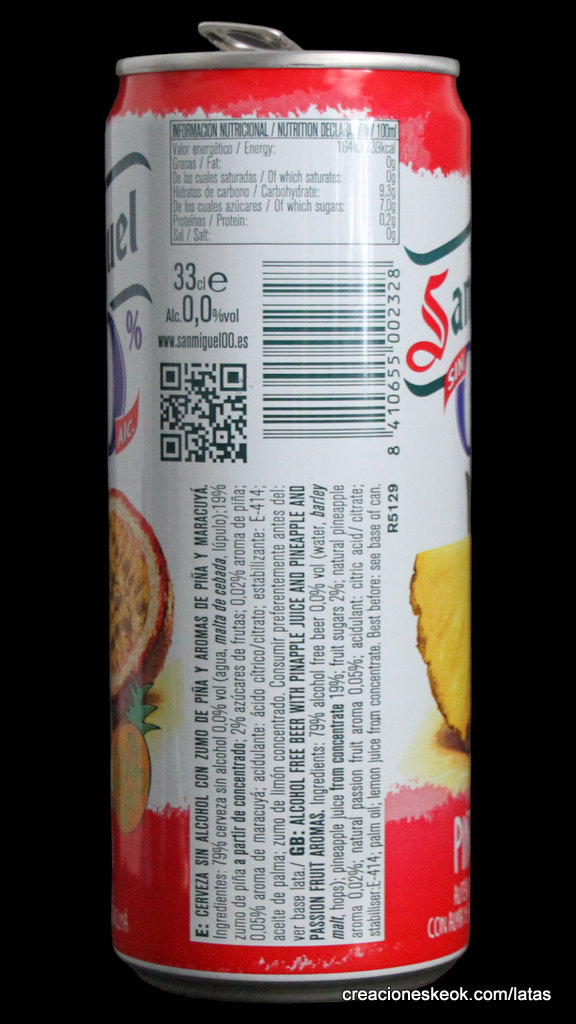 INFORMACIÓN NUTRICIONAL / NUTRITION DECLARATION / 100ml
Valor energético / Energy: 164kJ/39kcal
Grasas / Fat: 0g
De las cuales saturadas / Of which saturates: 0g
Hidratos de carbono / Carbohydrate: 9,3g
De los cuales azúcares / Of which sugars: 7,0g
Proteínas / Protein: 0,2g
Sal / Salt: 0g
33cl e
Alc.0,0%vol
www.sanmiguel00.es
8 410655 002328
R5129
E: CERVEZA SIN ALCOHOL CON ZUMO DE PIÑA Y AROMAS DE PIÑA Y MARACUYÁ.
Ingredientes: 79% cerveza sin alcohol 0,0% vol (agua, malta de cebada, lúpulo);19%
zumo de piña a partir de concentrado; 2% azúcares de frutas; 0,02% aroma de piña;
0,05% aroma de maracuyá; acidulante: ácido cítrico/citrato; estabilizante: E-414;
aceite de palma; zumo de limón concentrado. Consumir preferentemente antes del:
ver base lata./ GB: ALCOHOL FREE BEER WITH PINAPPLE JUICE AND PINEAPPLE AND
PASSION FRUIT AROMAS. Ingredients: 79% alcohol free beer 0,0% vol (water, barley
malt, hops); pineapple juice from concentrate 19%; fruit sugars 2%; natural pineapple
aroma 0,02%; natural passion fruit aroma 0,05%; acidulant: citric acid/ citrate;
stabiliser:E-414; palm oil; lemon juice from concentrate. Best before: see base of can.
uel
%
Alc.
San
SIN
creacioneskeok.com/latas